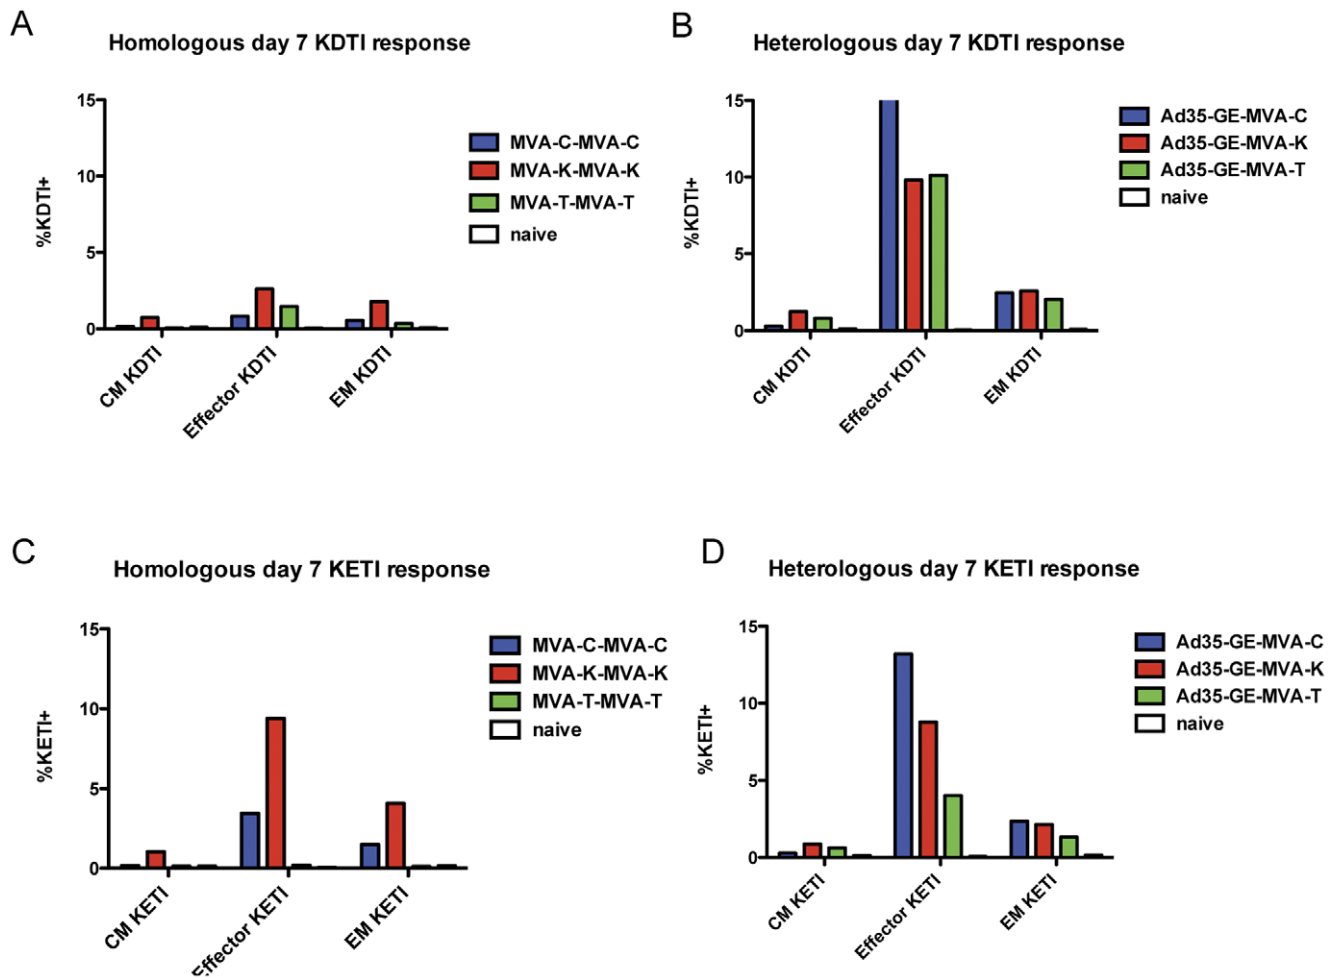 A
Homologous day 7 KDTI response
%KDTI+
15
10
5
0
CM KDTI
Effector KDTI
EM KDTI
MVA-C-MVA-C
MVA-K-MVA-K
MVA-T-MVA-T
naive
B
Heterologous day 7 KDTI response
%KDTI+
15
10
5
0
CM KDTI
Effector KDTI
EM KDTI
Ad35-GE-MVA-C
Ad35-GE-MVA-K
Ad35-GE-MVA-T
naive
C
Homologous day 7 KETI response
%KETI+
15
10
5
0
CM KETI
Effector KETI
EM KETI
MVA-C-MVA-C
MVA-K-MVA-K
MVA-T-MVA-T
naive
D
Heterologous day 7 KETI response
%KETI+
15
10
5
0
CM KETI
Effector KETI
EM KETI
Ad35-GE-MVA-C
Ad35-GE-MVA-K
Ad35-GE-MVA-T
naive